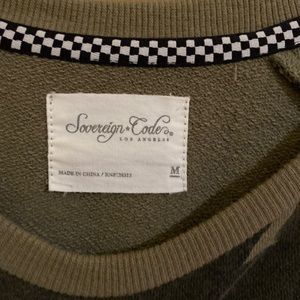 Sovereign ★ Code®
LOS ANGELES
MADE IN CHINA /
M